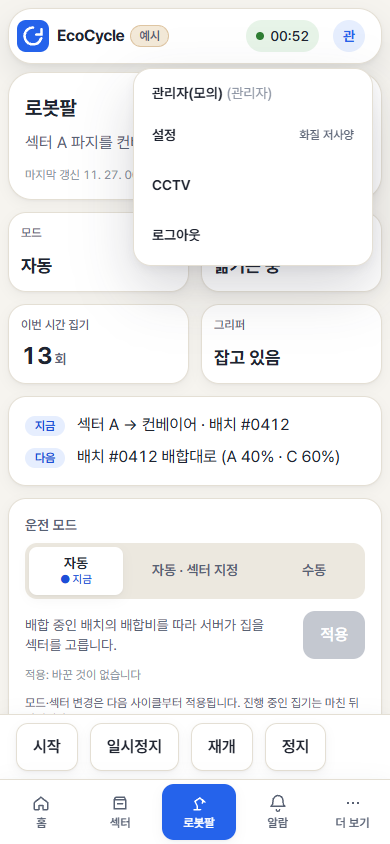 EcoCycle 예시 00:52 관
관리자(모의) (관리자)
설정 화질 저사양
CCTV
로그아웃
로봇팔
섹터 A 파지를 컨
마지막 갱신 11. 27.
모드
자동
이번 시간 집기
13회
그리퍼
잡고 있음
지금 섹터 A → 컨베이어 · 배치 #0412
다음 배치 #0412 배합대로 (A 40% · C 60%)
운전 모드
자동
지금
자동 · 섹터 지정
수동
배합 중인 배치의 배합비를 따라 서버가 집을
섹터를 고릅니다.
적용
적용: 바꾼 것이 없습니다
모드·섹터 변경은 다음 사이클부터 적용됩니다. 진행 중인 집기는 마친 뒤
시작 일시정지 재개 정지
홈 섹터 로봇팔 알람 더 보기